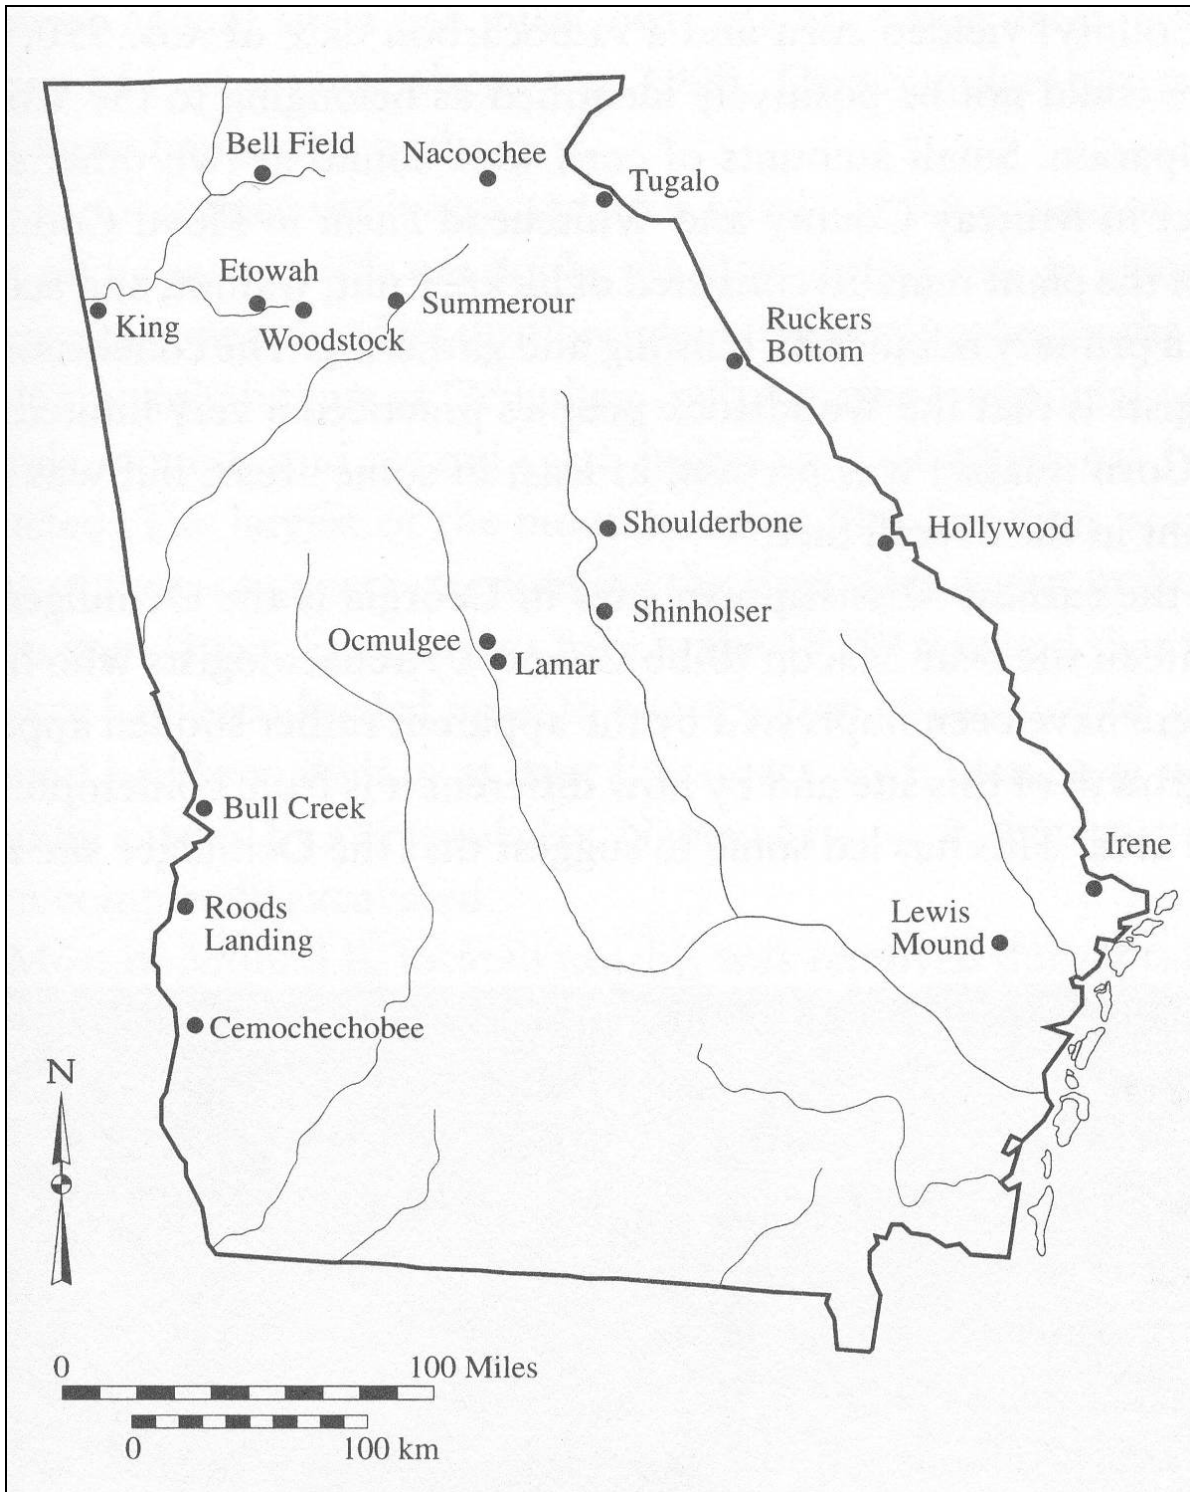 Bell Field
Nacoochee
Tugalo
Etowah
Summerour
King
Woodstock
Ruckers
Bottom
Shoulderbone
Hollywood
Shinholser
Ocmulgee
Lamar
Bull Creek
Irene
Roods
Landing
Lewis
Mound
Cemochechobee
N
0 100 Miles
0 100 km